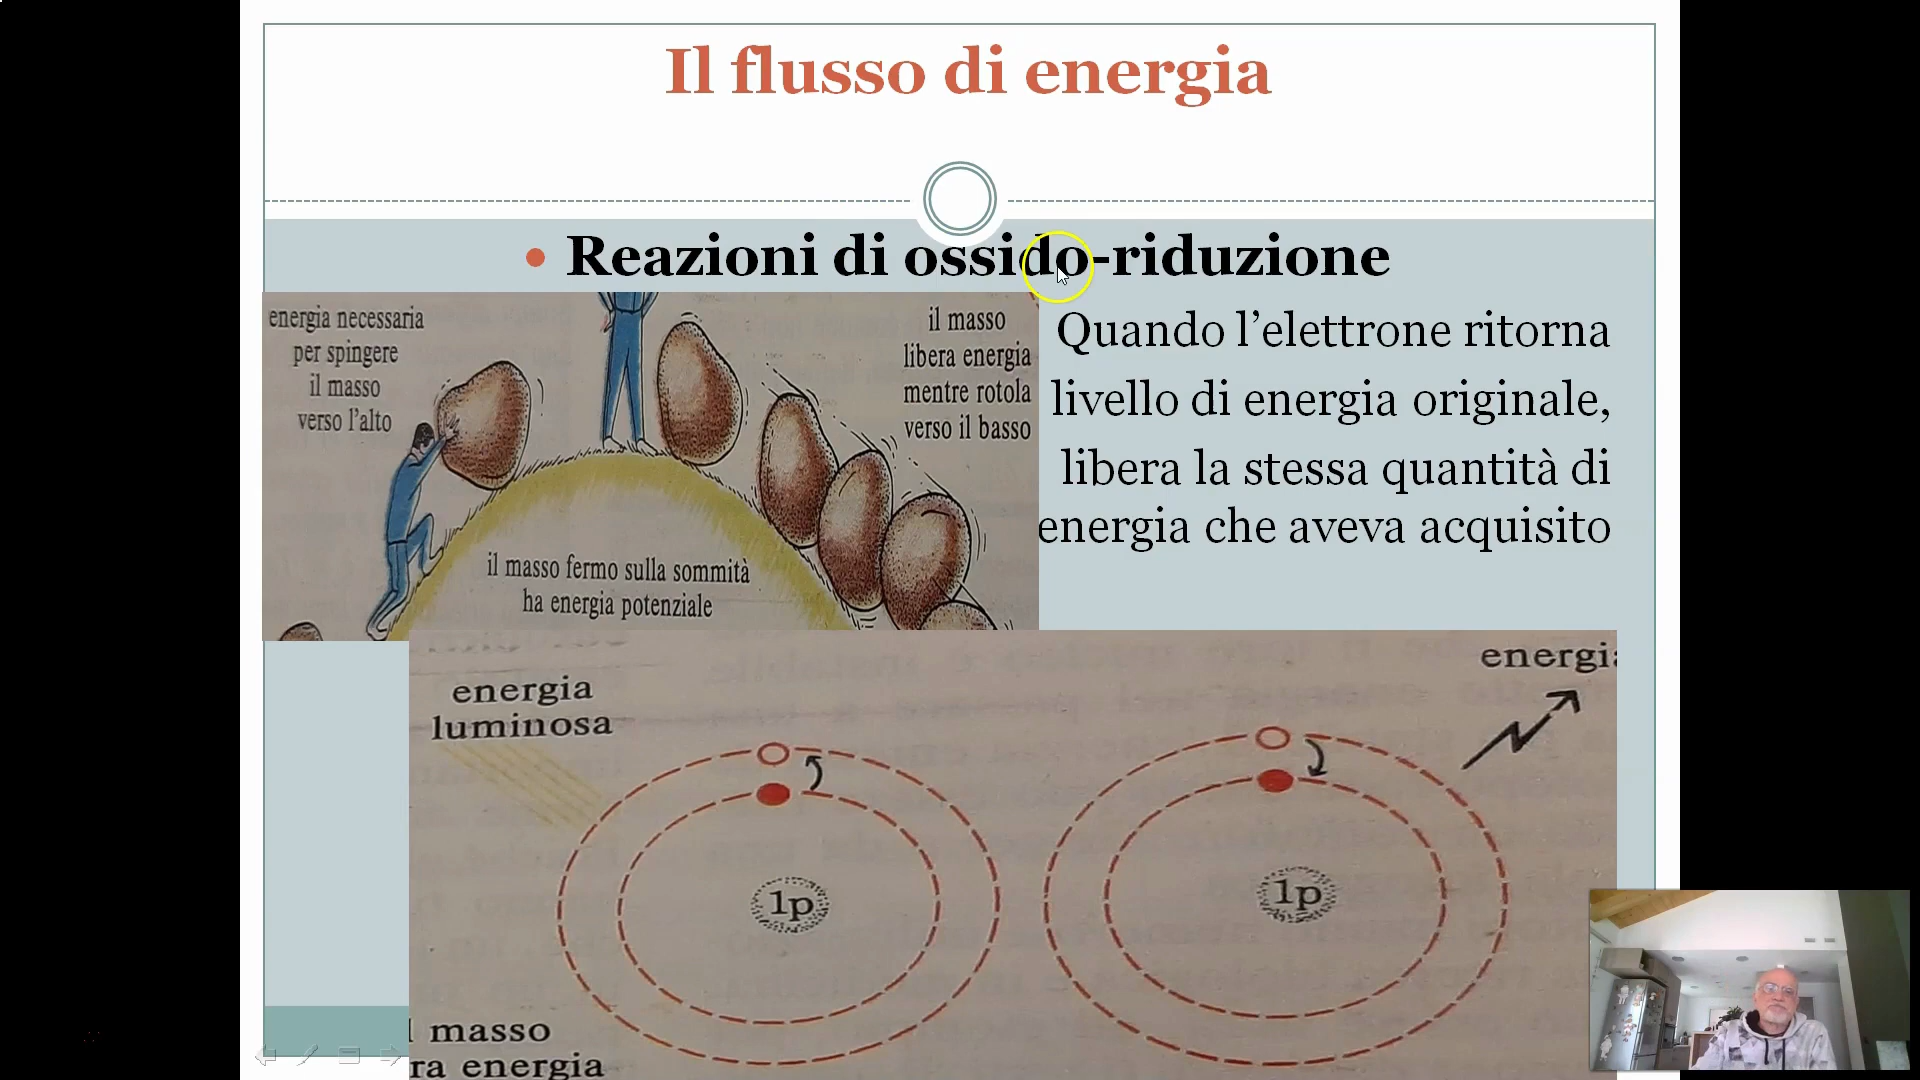 Il flusso di energia
Reazioni di ossido-riduzione
energia necessaria
per spingere
il masso
verso l'alto
il masso
libera energia
mentre rotola
verso il basso
il masso fermo sulla sommità
ha energia potenziale
Quando l'elettrone ritorna
livello di energia originale,
libera la stessa quantità di
energia che aveva acquisito
energia
luminosa
energi
1p
1p
l masso
ra energia